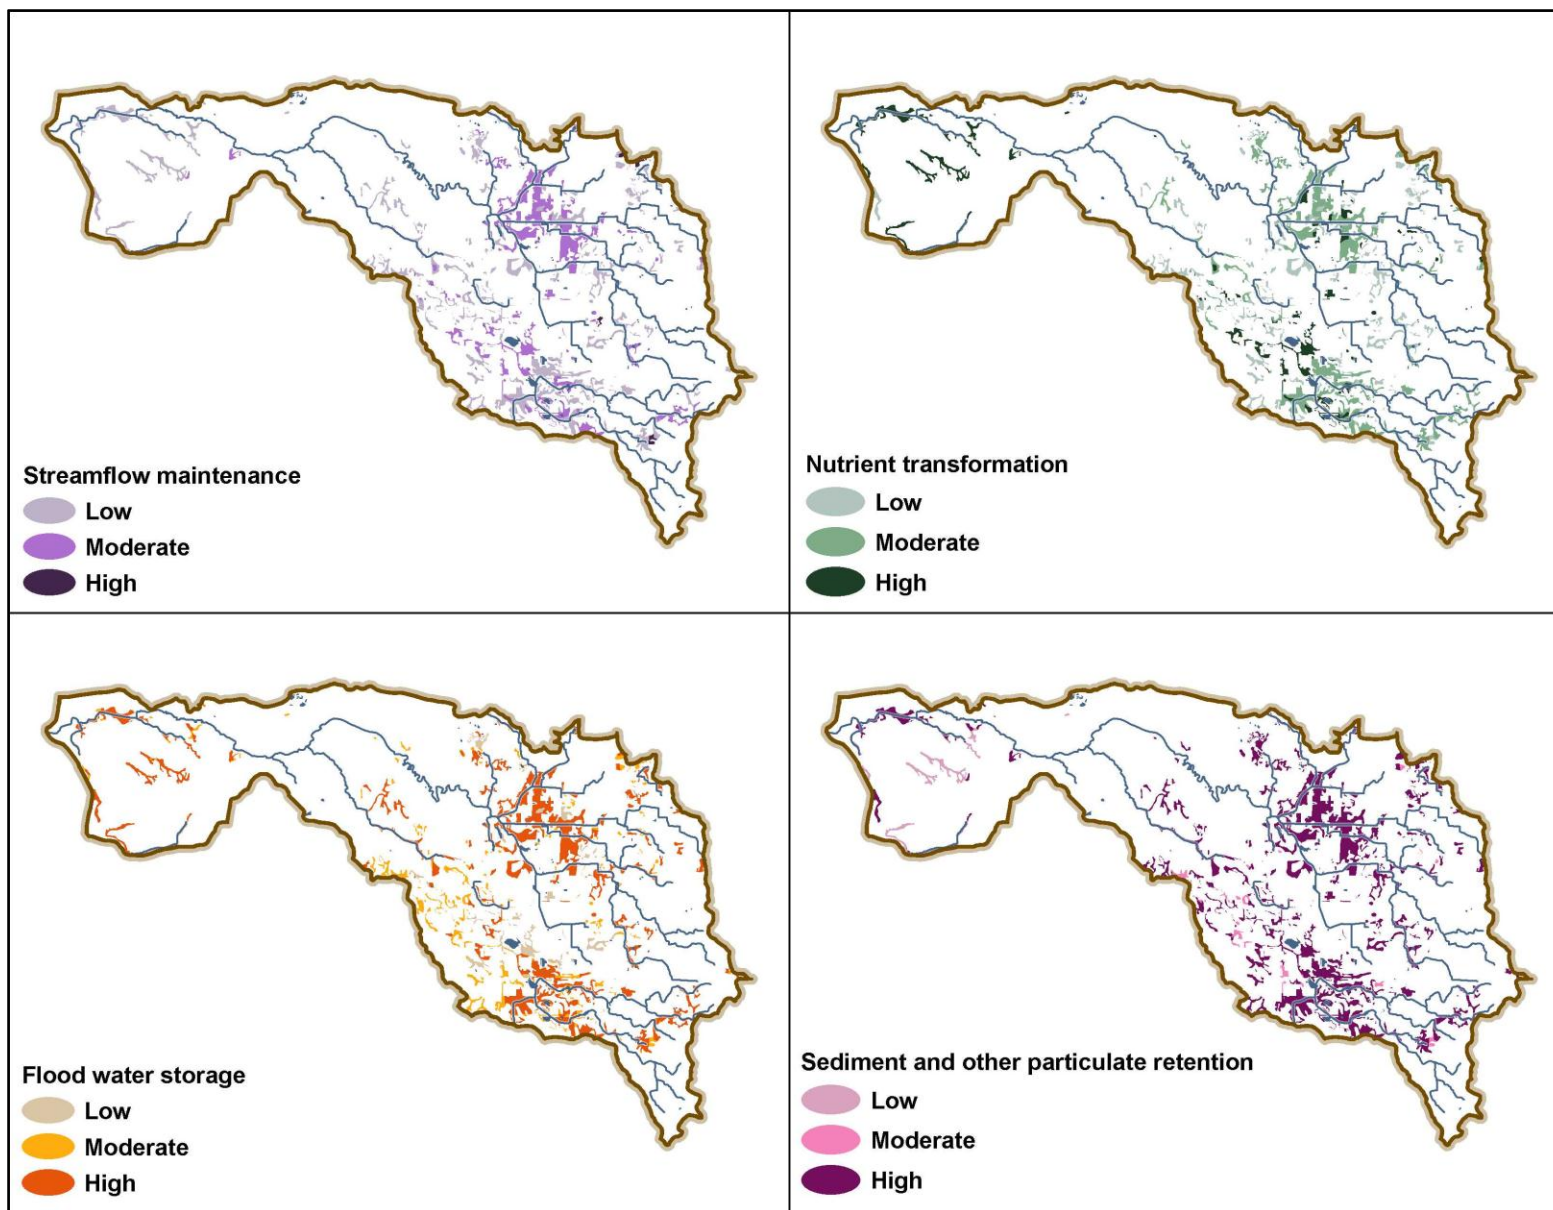 Streamflow maintenance
Low
Moderate
High
Nutrient transformation
Low
Moderate
High
Flood water storage
Low
Moderate
High
Sediment and other particulate retention
Low
Moderate
High